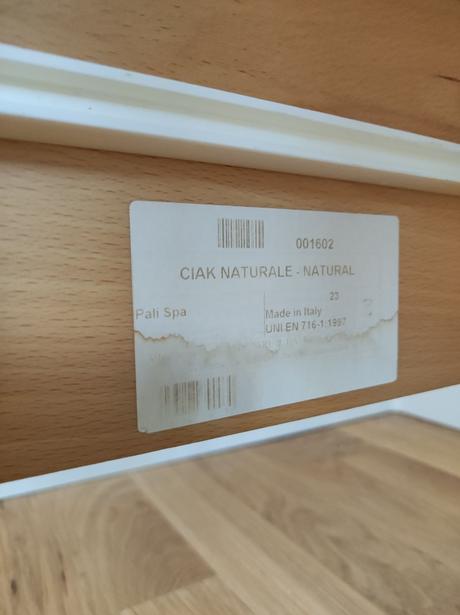 001602
CIAK NATURALE - NATURAL
23
Pali Spa
Made in Italy
UNI EN 716-1:1997